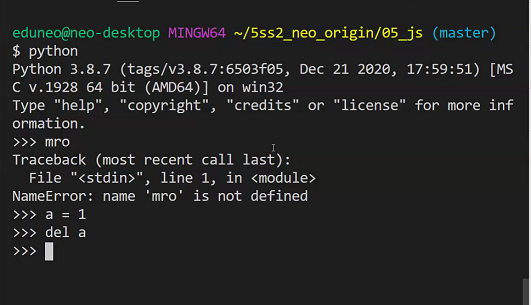 eduneo@neo-desktop MINGW64 ~/5ss2_neo_origin/05_js (master)
$ python
Python 3.8.7 (tags/v3.8.7:6503f05, Dec 21 2020, 17:59:51) [MS
C v.1928 64 bit (AMD64)] on win32
Type "help", "copyright", "credits" or "license" for more inf
ormation.
>>> mro
Traceback (most recent call last):
  File "<stdin>", line 1, in <module>
NameError: name 'mro' is not defined
>>> a = 1
>>> del a
>>>